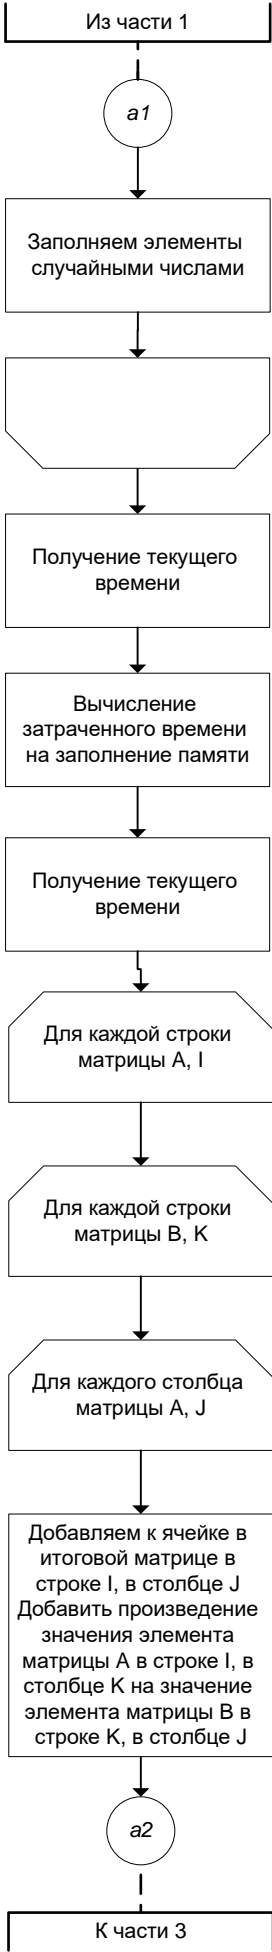 Из части 1
a1
Заполняем элементы
случайными числами
Получение текущего
времени
Вычисление
затраченного времени
на заполнение памяти
Получение текущего
времени
Для каждой строки
матрицы A, I
Для каждой строки
матрицы B, K
Для каждого столбца
матрицы A, J
Добавляем к ячейке в
итоговой матрице в
строке I, в столбце J
Добавить произведение
значения элемента
матрицы A в строке I, в
столбце K на значение
элемента матрицы B в
строке K, в столбце J
a2
К части 3